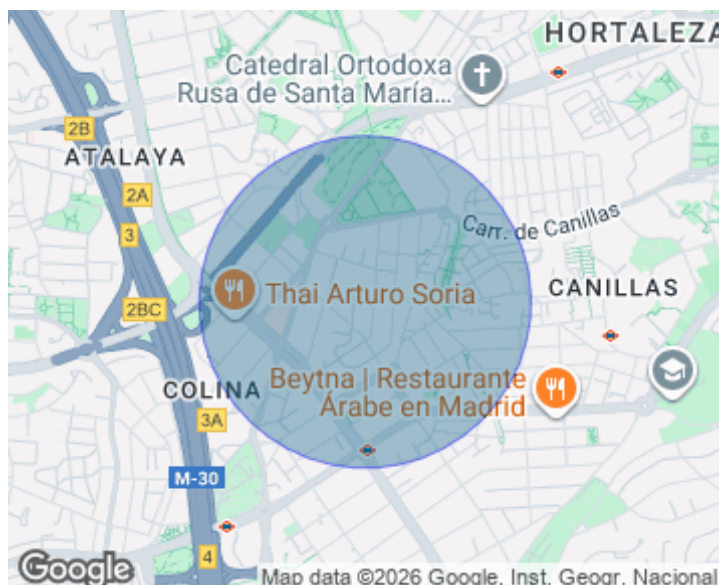 HORTALEZA
Catedral Ortodoxa
Rusa de Santa María...
2B
ATALAYA
2A
3
Carr. de Canillas
Thai Arturo Soria
CANILLAS
2BC
Beytna | Restaurante
Árabe en Madrid
COLINA
3A
M-30
4
Google
Map data ©2026 Google, Inst. Geogr. Nacional